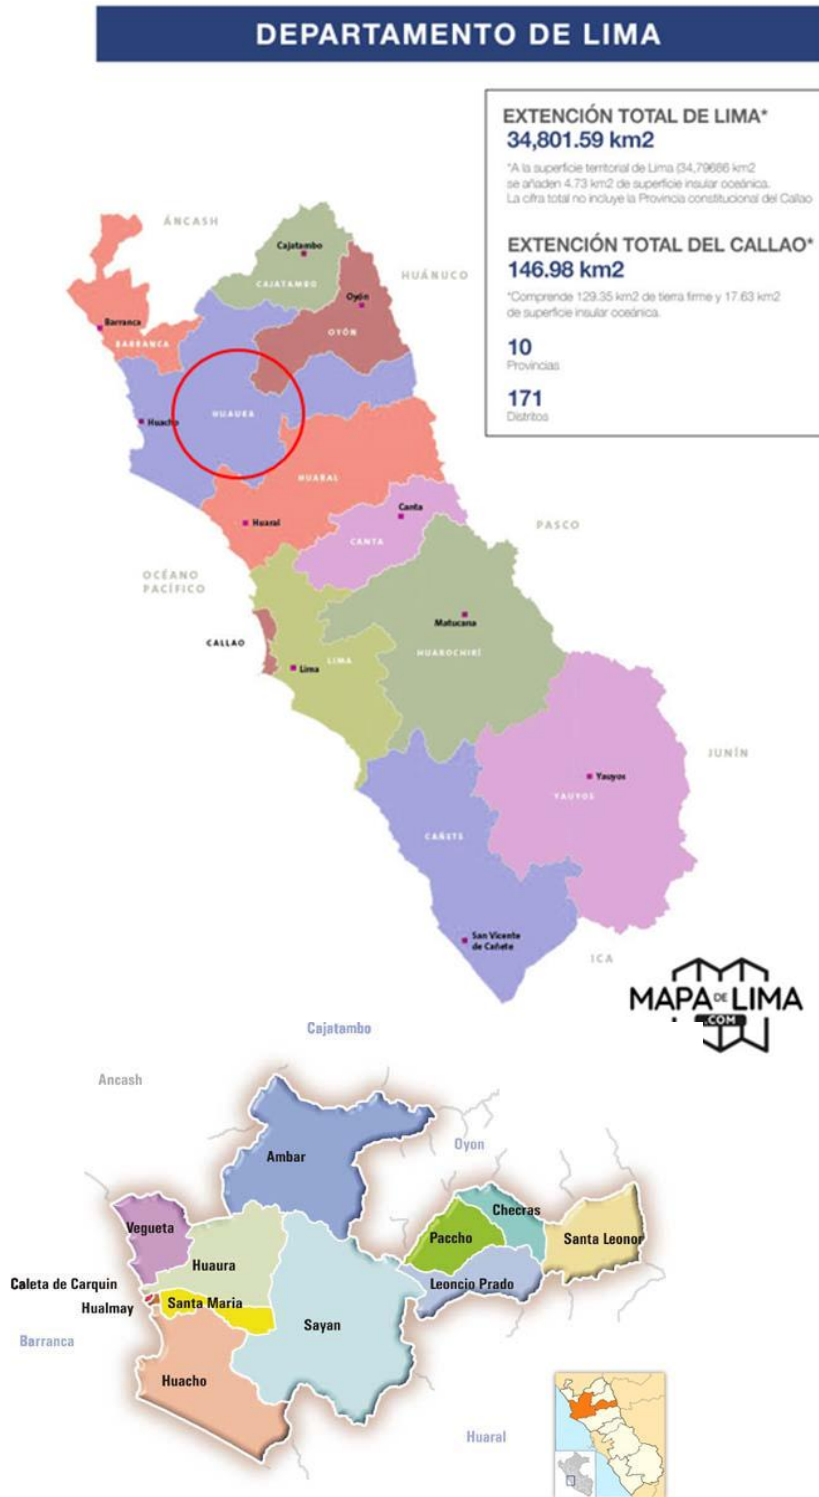 DEPARTAMENTO DE LIMA
EXTENCIÓN TOTAL DE LIMA*
34,801.59 km2
*A la superficie territorial de Lima (34,79686 km2
se añaden 4.73 km2 de superficie insular oceánica.
La cifra total no incluye la Provincia constitucional del Callao
EXTENCIÓN TOTAL DEL CALLAO*
146.98 km2
*Comprende 129.35 km2 de tierra firme y 17.63 km2
de superficie insular oceánica.
10
Provincias
171
Distritos
ÁNCASH
Cajatambo
CAJATAMBO
HUÁNUCO
Oyón
OYÓN
Barranca
BARRANCA
HUAURA
Huacho
HUARAL
Huaral
Canta
CANTA
PASCO
OCÉANO
PACÍFICO
Matucana
HUAROCHIRÍ
CALLAO
LIMA
Lima
JUNÍN
Yauyos
YAUYOS
CAÑETE
San Vicente
de Cañete
ICA
MAPA DE LIMA
.COM
Cajatambo
Ancash
Oyon
Ambar
Vegueta
Checras
Paccho
Santa Leonor
Huaura
Caleta de Carquin
Leoncio Prado
Hualmay
Santa Maria
Sayan
Barranca
Huacho
Huaral